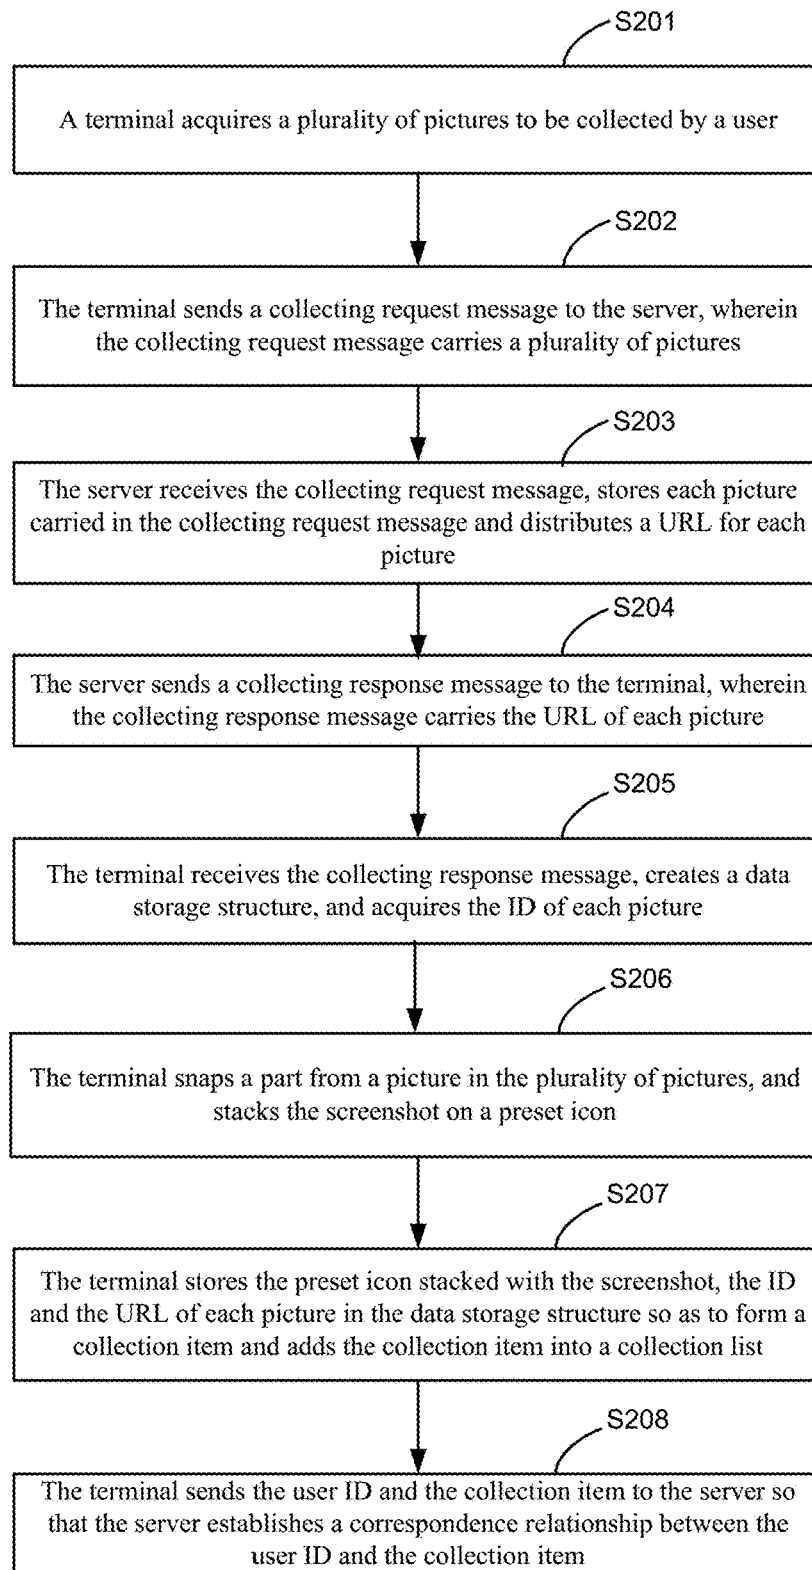 S201
A terminal acquires a plurality of pictures to be collected by a user
S202
The terminal sends a collecting request message to the server, wherein
the collecting request message carries a plurality of pictures
S203
The server receives the collecting request message, stores each picture
carried in the collecting request message and distributes a URL for each
picture
S204
The server sends a collecting response message to the terminal, wherein
the collecting response message carries the URL of each picture
S205
The terminal receives the collecting response message, creates a data
storage structure, and acquires the ID of each picture
S206
The terminal snaps a part from a picture in the plurality of pictures, and
stacks the screenshot on a preset icon
S207
The terminal stores the preset icon stacked with the screenshot, the ID
and the URL of each picture in the data storage structure so as to form a
collection item and adds the collection item into a collection list
S208
The terminal sends the user ID and the collection item to the server so
that the server establishes a correspondence relationship between the
user ID and the collection item